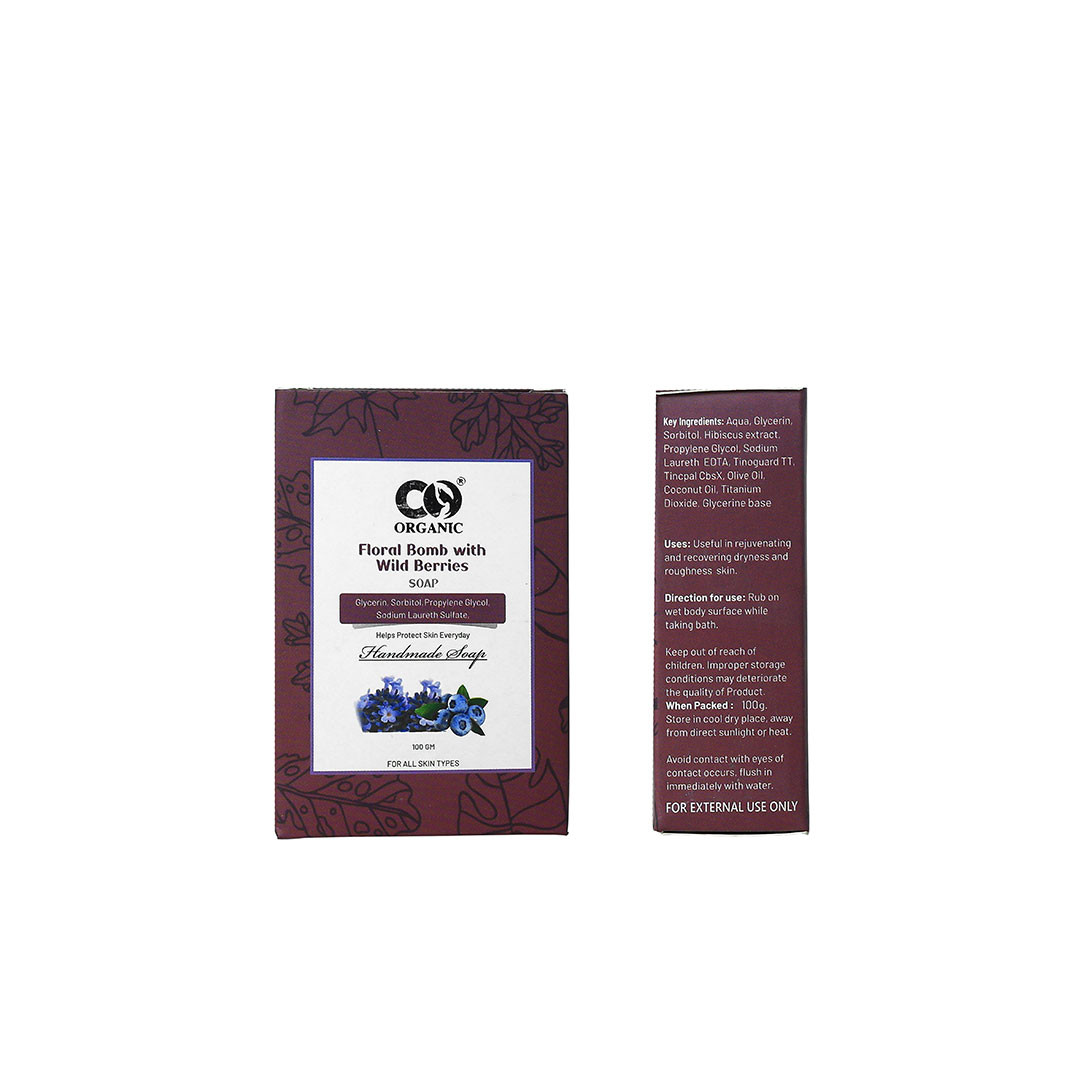 CO®
ORGANIC
Floral Bomb with
Wild Berries
SOAP
Glycerin, Sorbitol, Propylene Glycol,
Sodium Laureth Sulfate,
Helps Protect Skin Everyday
Handmade Soap
100 GM
FOR ALL SKIN TYPES
Key Ingredients: Aqua, Glycerin,
Sorbitol, Hibiscus extract,
Propylene Glycol, Sodium
Laureth EDTA, Tinoguard TT,
Tincpal CbsX, Olive Oil,
Coconut Oil, Titanium
Dioxide, Glycerine base
Uses: Useful in rejuvenating
and recovering dryness and
roughness skin.
Direction for use: Rub on
wet body surface while
taking bath.
Keep out of reach of
children. Improper storage
conditions may deteriorate
the quality of Product.
When Packed : 100g.
Store in cool dry place, away
from direct sunlight or heat.
Avoid contact with eyes of
contact occurs, flush in
immediately with water.
FOR EXTERNAL USE ONLY